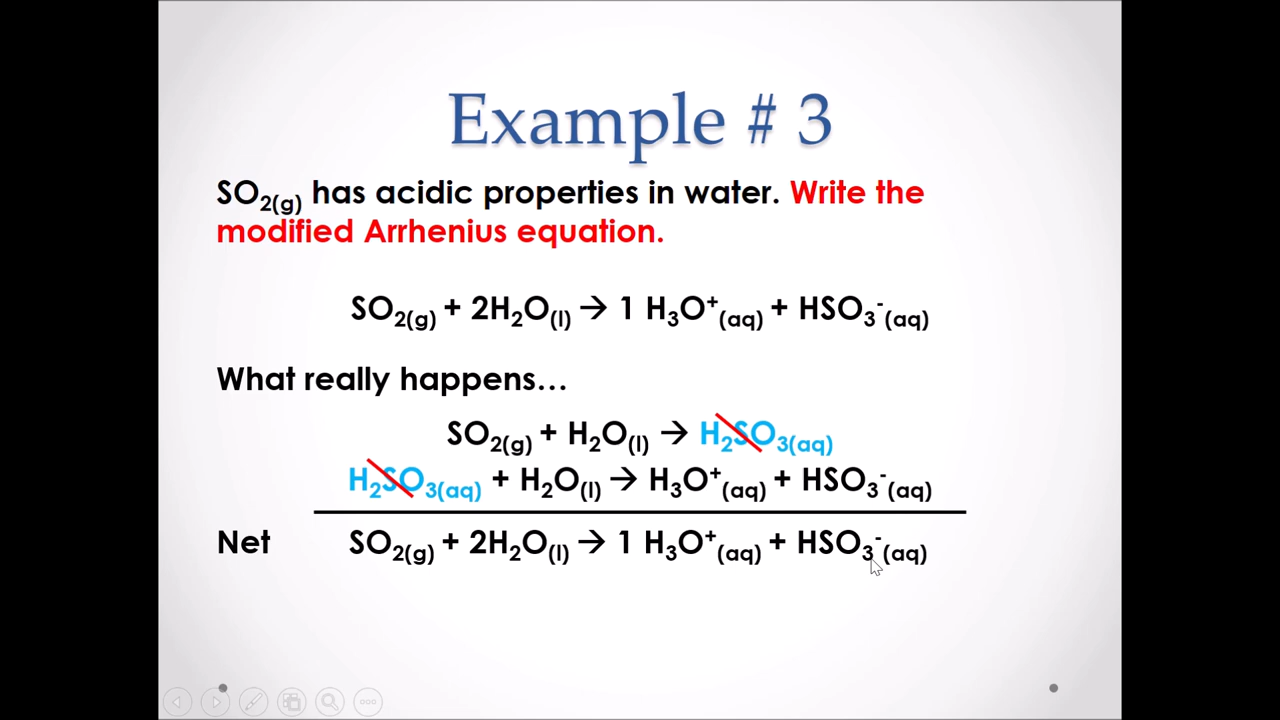 Example # 3
SO₂(g) has acidic properties in water. Write the
modified Arrhenius equation.
SO₂(g) + 2H₂O(l) → 1 H₃O⁺(aq) + HSO₃⁻(aq)
What really happens…
SO₂(g) + H₂O(l) → H₂SO₃(aq)
H₂SO₃(aq) + H₂O(l) → H₃O⁺(aq) + HSO₃⁻(aq)
Net SO₂(g) + 2H₂O(l) → 1 H₃O⁺(aq) + HSO₃⁻(aq)